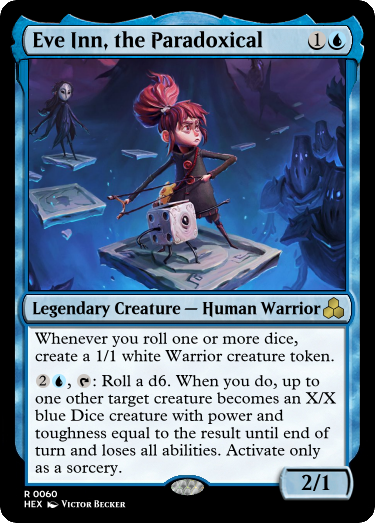 Eve Inn, the Paradoxical 1
Legendary Creature — Human Warrior
Whenever you roll one or more dice,
create a 1/1 white Warrior creature token.
2, : Roll a d6. When you do, up to
one other target creature becomes an X/X
blue Dice creature with power and
toughness equal to the result until end of
turn and loses all abilities. Activate only
as a sorcery.
2/1
R 0060
HEX Victor Becker